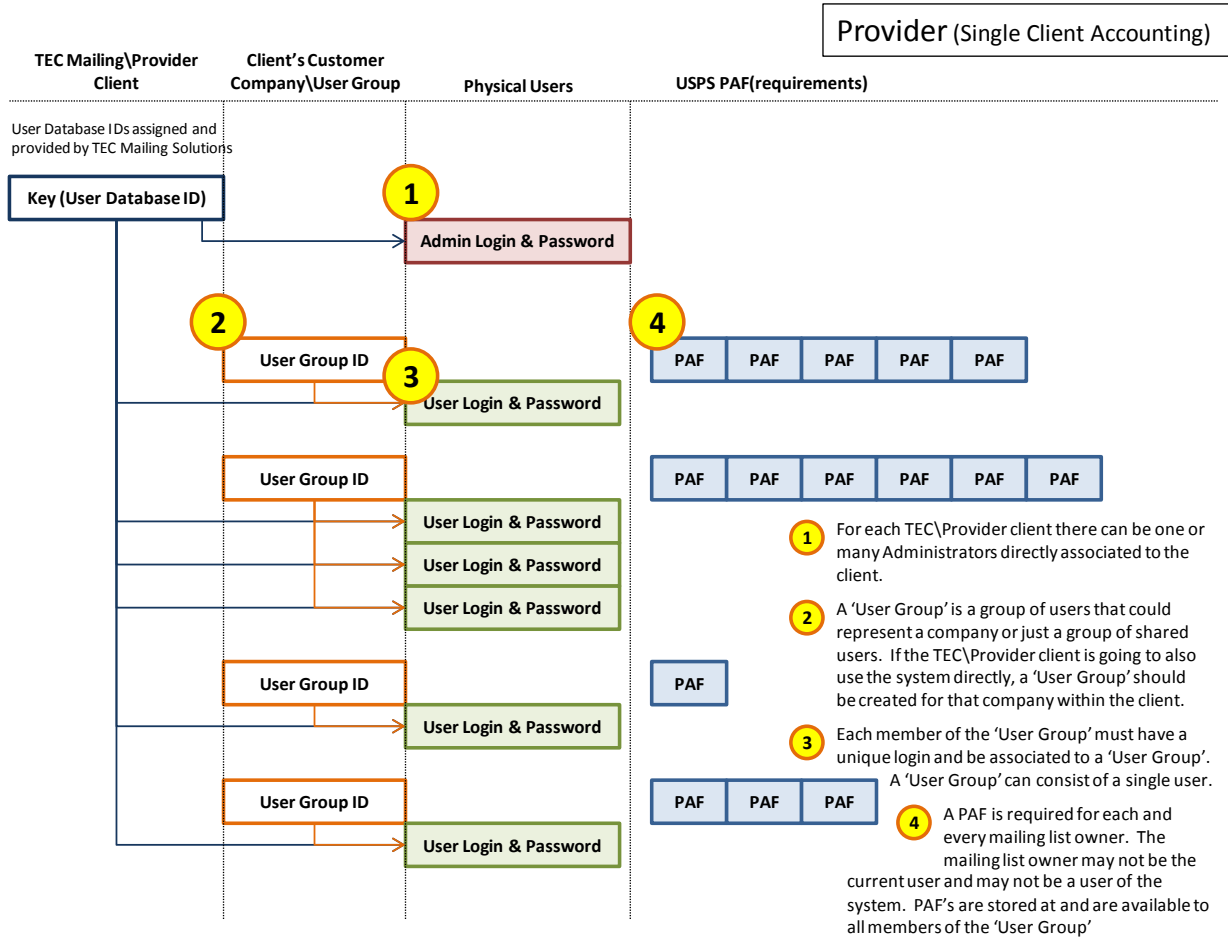 Provider (Single Client Accounting)
TEC Mailing\Provider
Client
Client's Customer
Company\User Group
Physical Users
USPS PAF(requirements)
User Database IDs assigned and
provided by TEC Mailing Solutions
Key (User Database ID)
1
Admin Login & Password
2
User Group ID
3
User Login & Password
4
PAF PAF PAF PAF PAF
User Group ID
User Login & Password
User Login & Password
User Login & Password
PAF PAF PAF PAF PAF PAF
User Group ID
User Login & Password
PAF
User Group ID
User Login & Password
PAF PAF PAF
1 For each TEC\Provider client there can be one or
many Administrators directly associated to the
client.
2 A ‘User Group’ is a group of users that could
represent a company or just a group of shared
users. If the TEC\Provider client is going to also
use the system directly, a ‘User Group’ should
be created for that company within the client.
3 Each member of the ‘User Group’ must have a
unique login and be associated to a ‘User Group’.
A ‘User Group’ can consist of a single user.
4 A PAF is required for each and
every mailing list owner. The
mailing list owner may not be the
current user and may not be a user of the
system. PAF's are stored at and are available to
all members of the ‘User Group’